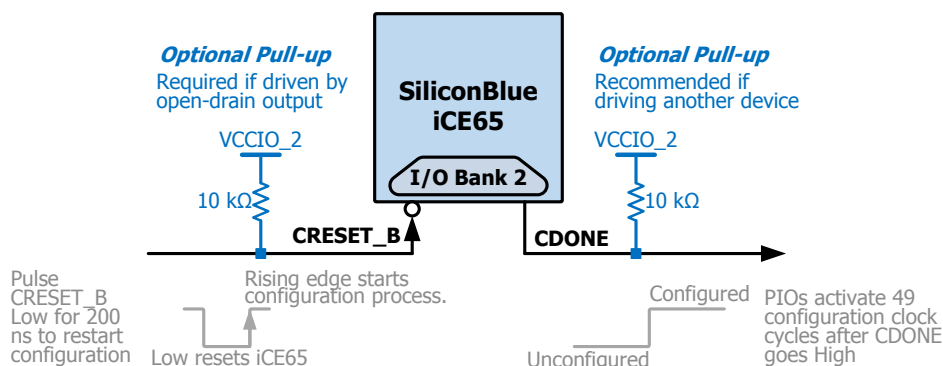 Optional Pull-up
Required if driven by
open-drain output
VCCIO_2
10 kΩ
SiliconBlue
iCE65
I/O Bank 2
Optional Pull-up
Recommended if
driving another device
VCCIO_2
10 kΩ
CRESET_B
CDONE
Pulse
CRESET_B
Low for 200
ns to restart
configuration
Rising edge starts
configuration process.
Low resets iCE65
Configured
Unconfigured
PIOs activate 49
configuration clock
cycles after CDONE
goes High